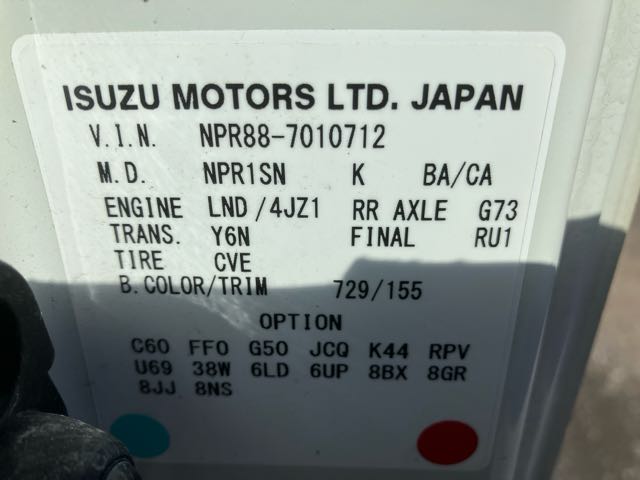 ISUZU MOTORS LTD. JAPAN
V.I.N. NPR88-7010712
M.D. NPR1SN K BA/CA
ENGINE LND/4JZ1 RR AXLE G73
TRANS. Y6N FINAL RU1
TIRE CVE
B.COLOR/TRIM 729/155
OPTION
C60 FF0 G50 JCQ K44 RPV
U69 38W 6LD 6UP 8BX 8GR
8JJ 8NS